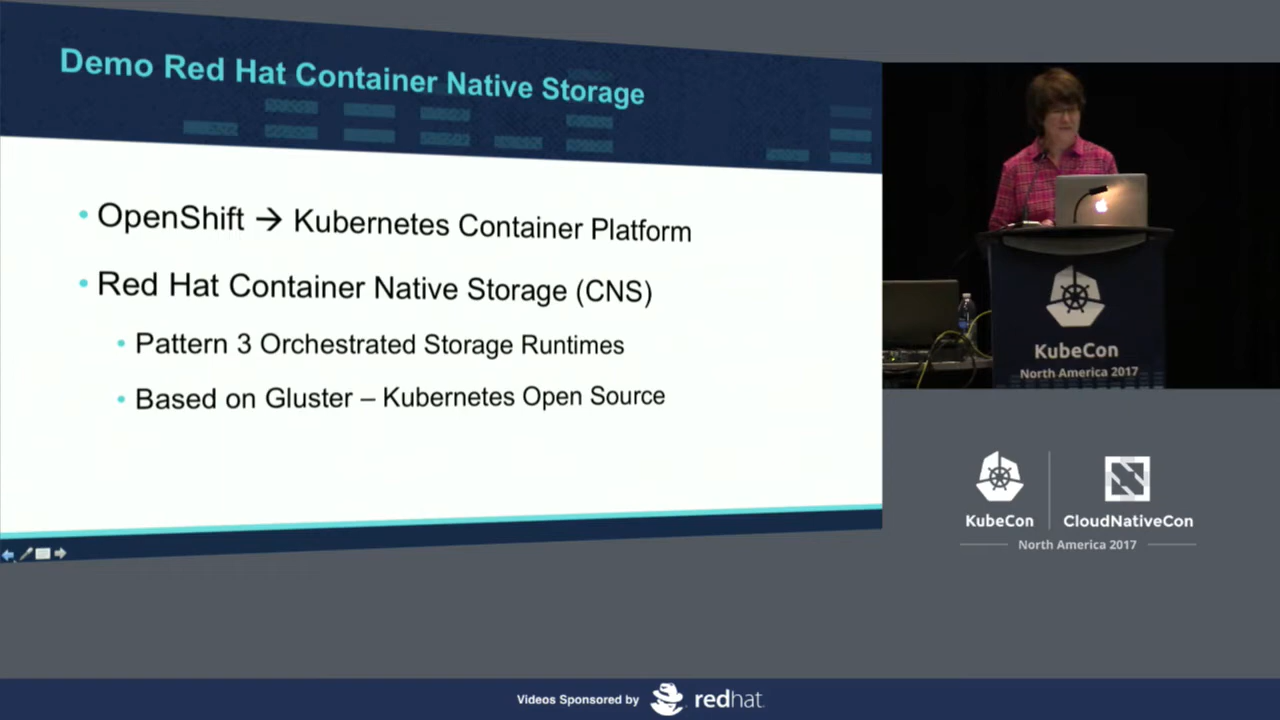 Demo Red Hat Container Native Storage
• OpenShift → Kubernetes Container Platform
• Red Hat Container Native Storage (CNS)
• Pattern 3 Orchestrated Storage Runtimes
• Based on Gluster – Kubernetes Open Source
KubeCon
North America 2017
KubeCon
CloudNativeCon
North America 2017
Videos Sponsored by
redhat.